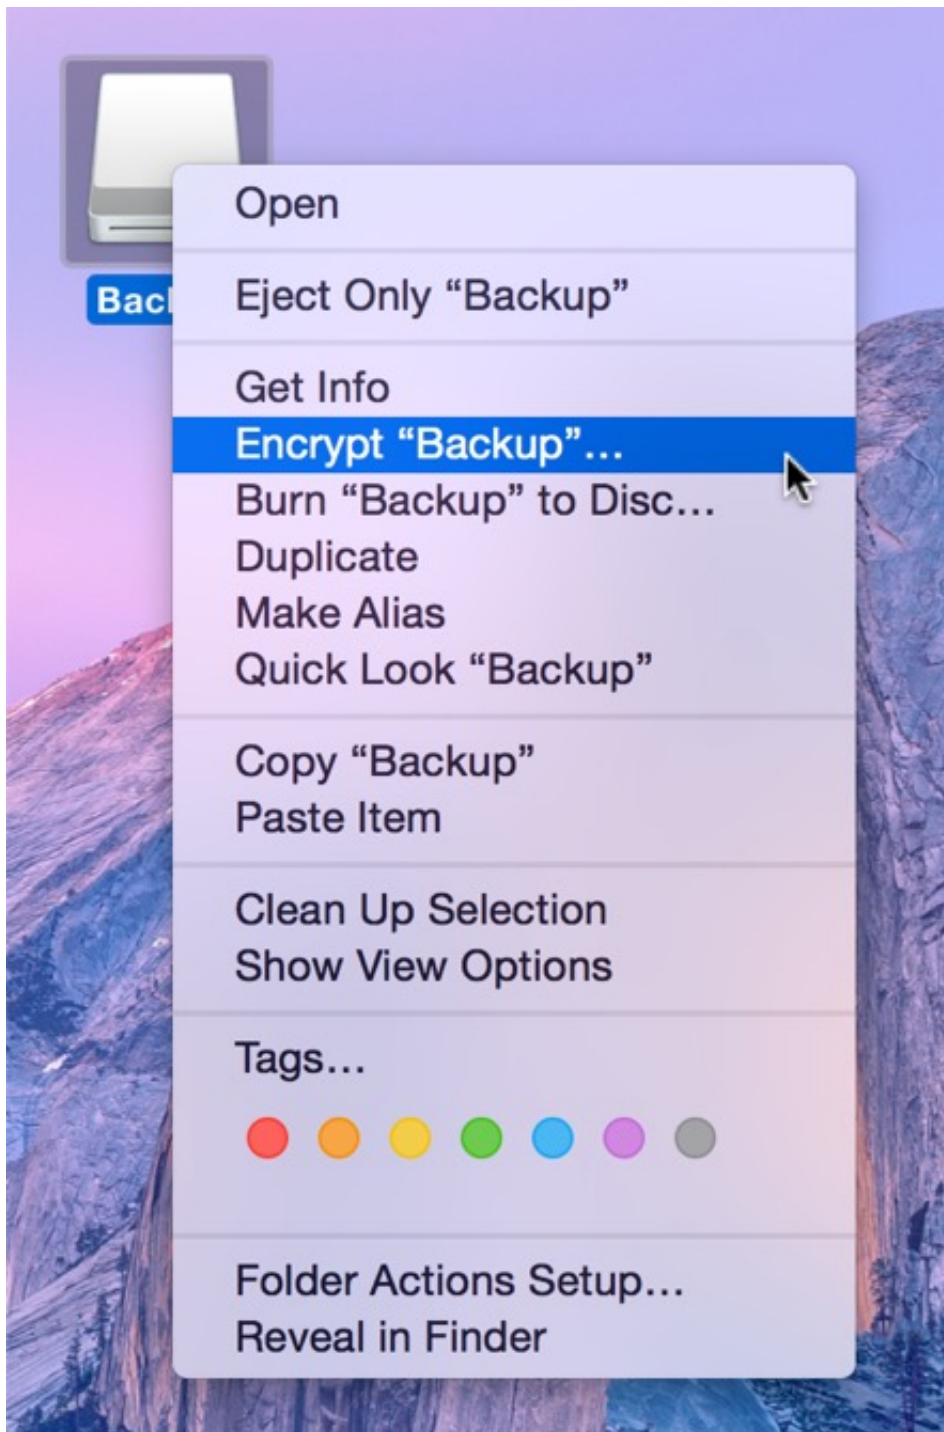 Open
Eject Only “Backup”
Get Info
Encrypt “Backup”...
Burn “Backup” to Disc...
Duplicate
Make Alias
Quick Look “Backup”
Copy “Backup”
Paste Item
Clean Up Selection
Show View Options
Tags...
Folder Actions Setup...
Reveal in Finder